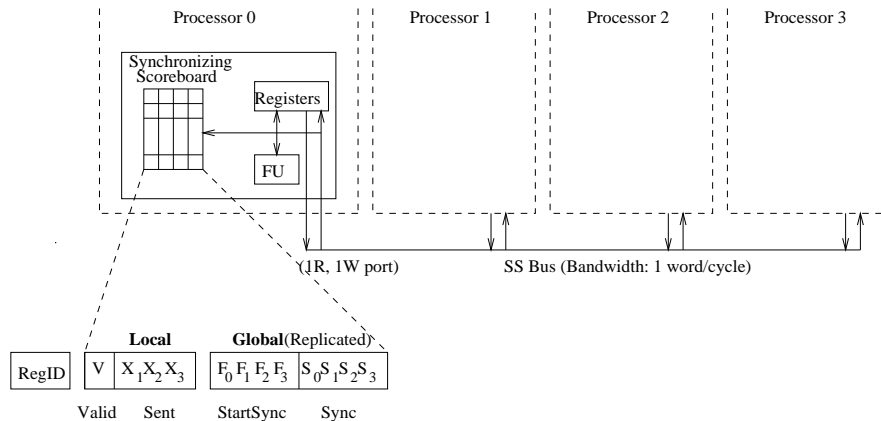 Processor 0 Processor 1 Processor 2 Processor 3
Synchronizing
Scoreboard
Registers
FU
(1R, 1W port) SS Bus (Bandwidth: 1 word/cycle)
Local Global(Replicated)
RegID V X1X2X3 F0F1F2F3 S0S1S2S3
Valid Sent StartSync Sync